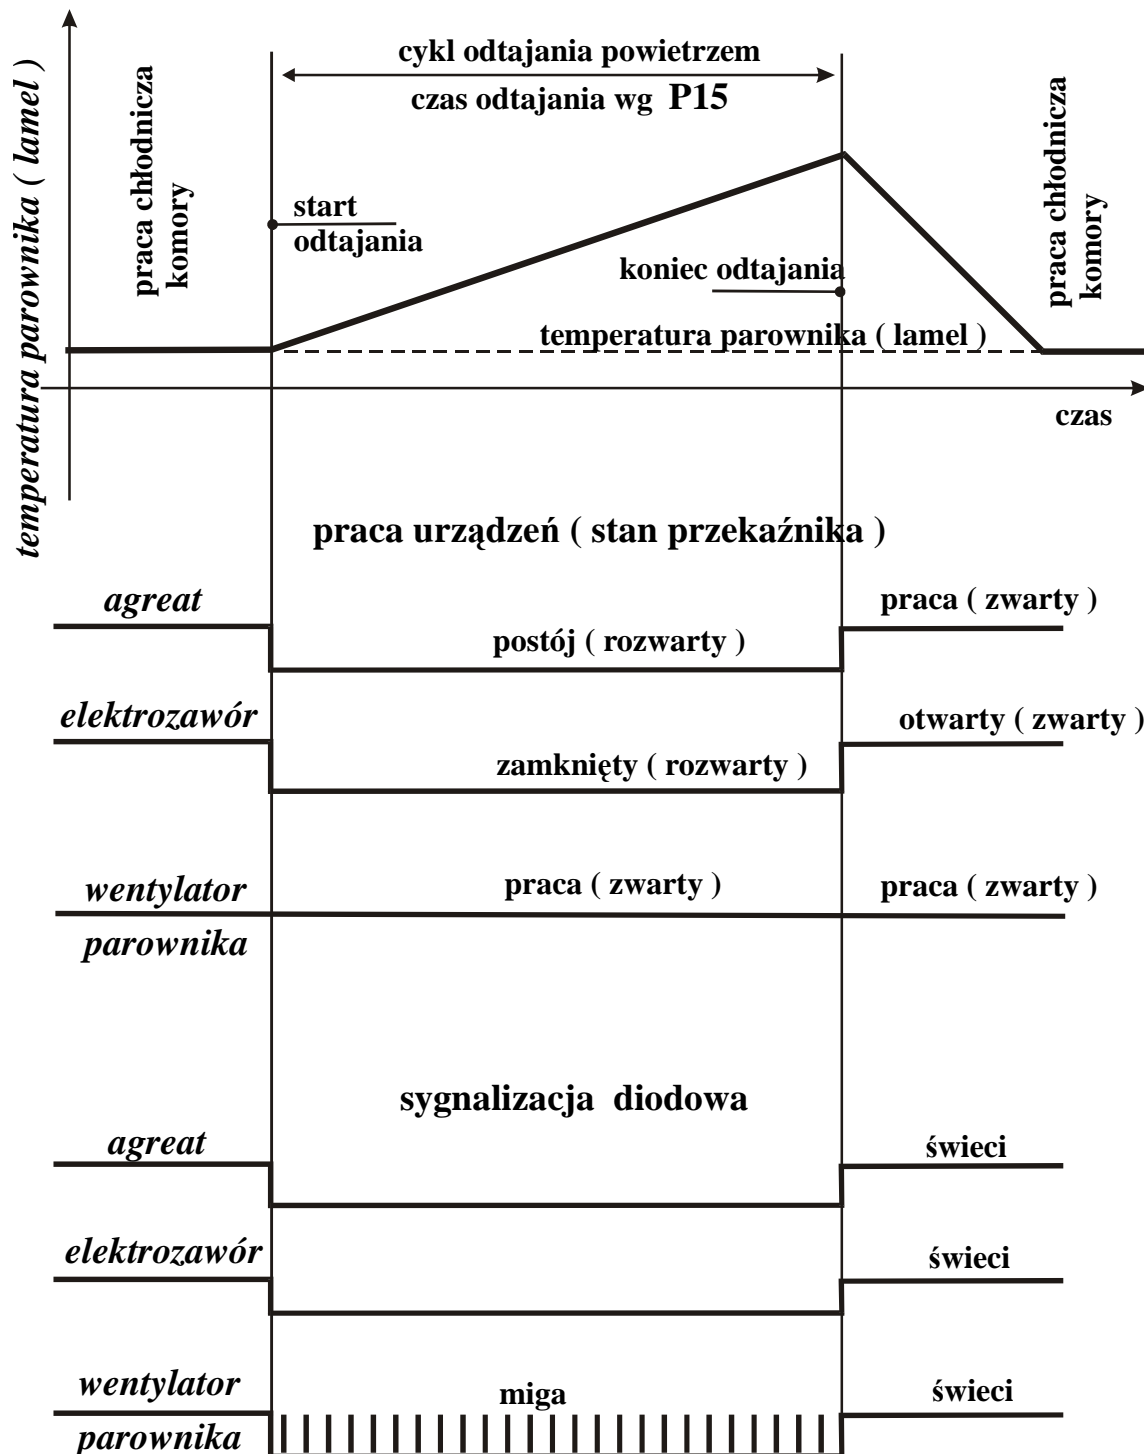 temperatura parownika ( lamel )
praca chłodnicza
komory
cykl odtajania powietrzem
czas odtajania wg P15
praca chłodnicza
komory
start
odtajania
koniec odtajania
temperatura parownika ( lamel )
czas
praca urządzeń ( stan przekaźnika )
agreat
praca ( zwarty )
postój ( rozwarty )
elektrozawór
otwarty ( zwarty )
zamknięty ( rozwarty )
wentylator
parownika
praca ( zwarty )
praca ( zwarty )
sygnalizacja diodowa
agreat
świeci
elektrozawór
świeci
wentylator
parownika
miga
świeci